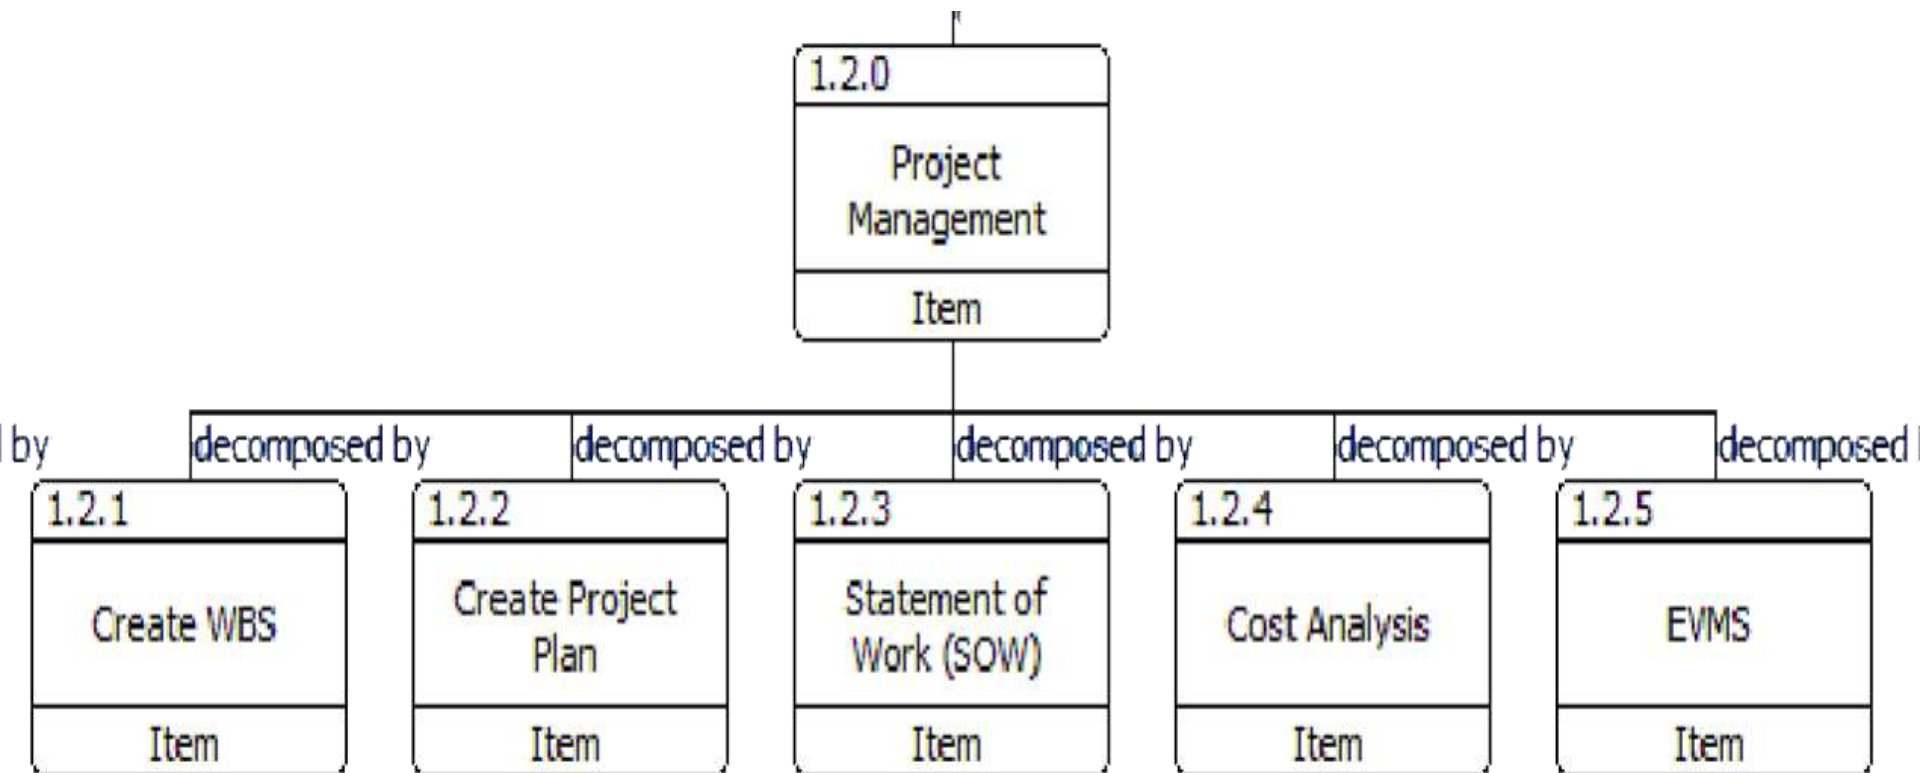 1.2.0
Project
Management
Item
by
decomposed by
decomposed by
decomposed by
decomposed by
decomposed
1.2.1
Create WBS
Item
1.2.2
Create Project
Plan
Item
1.2.3
Statement of
Work (SOW)
Item
1.2.4
Cost Analysis
Item
1.2.5
EVMS
Item